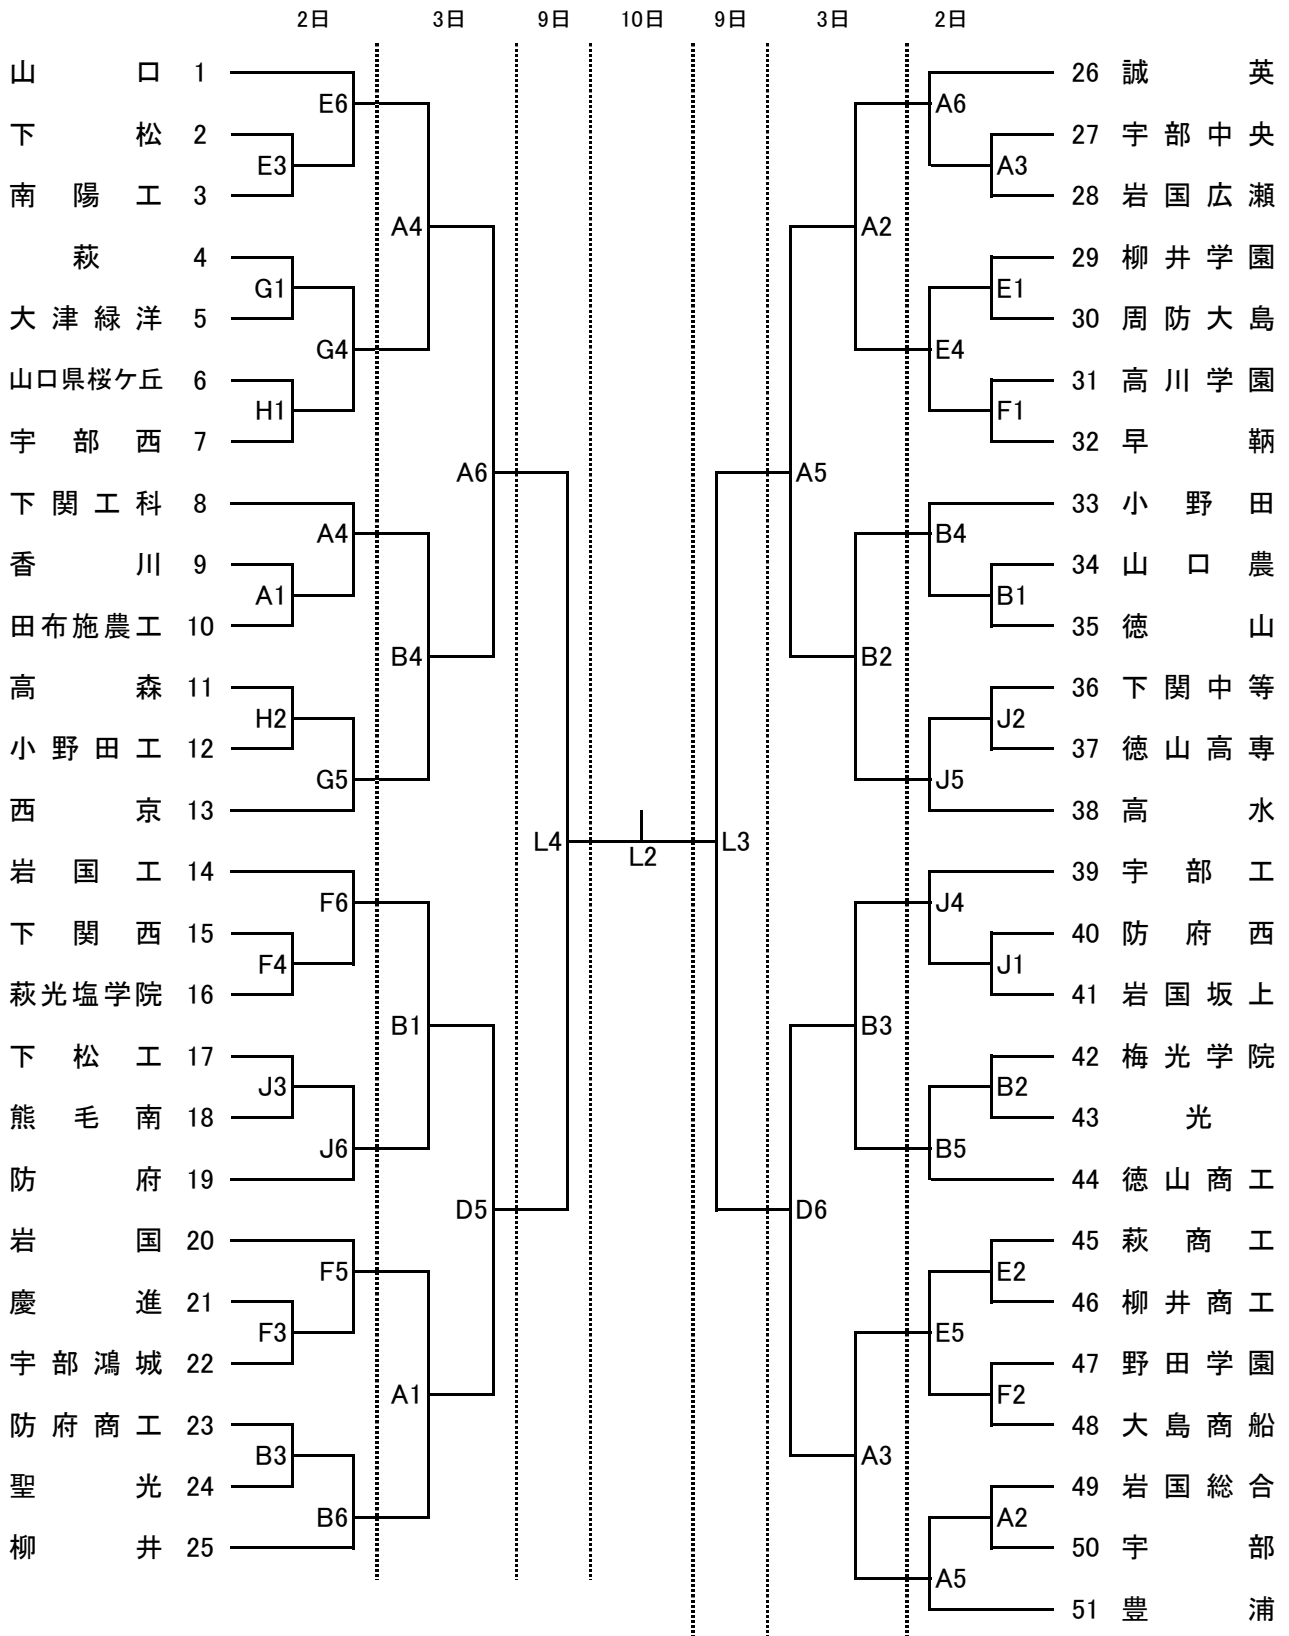 2日 3日 9日 10日 9日 3日 2日
山口 1 26 誠英
E6 A6
下松 2 27 宇部中央
E3 A3
南陽工 3 28 岩国広瀬
A4 A2
萩 4 29 柳井学園
G1 E1
大津緑洋 5 30 周防大島
G4 E4
山口県桜ケ丘 6 31 高川学園
H1 F1
宇部西 7 32 早鞆
A6 A5
下関工科 8 33 小野田
A4 B4
香川 9 34 山口農
A1 B1
田布施農工 10 35 徳山
B4 B2
高森 11 36 下関中等
H2 J2
小野田工 12 37 徳山高専
G5 J5
西京 13 38 高水
L4 L2 L3
岩国工 14 39 宇部工
F6 J4
下関西 15 40 防府西
F4 J1
萩光塩学院 16 41 岩国坂上
B1 B3
下松工 17 42 梅光学院
J3 B2
熊毛南 18 43 光
J6 B5
防府 19 44 徳山商工
D5 D6
岩国 20 45 萩商工
F5 E2
慶進 21 46 柳井商工
F3 E5
宇部鴻城 22 47 野田学園
A1 F2
防府商工 23 48 大島商船
B3 A3
聖光 24 49 岩国総合
B6 A2
柳井 25 50 宇部
A5
51 豊浦